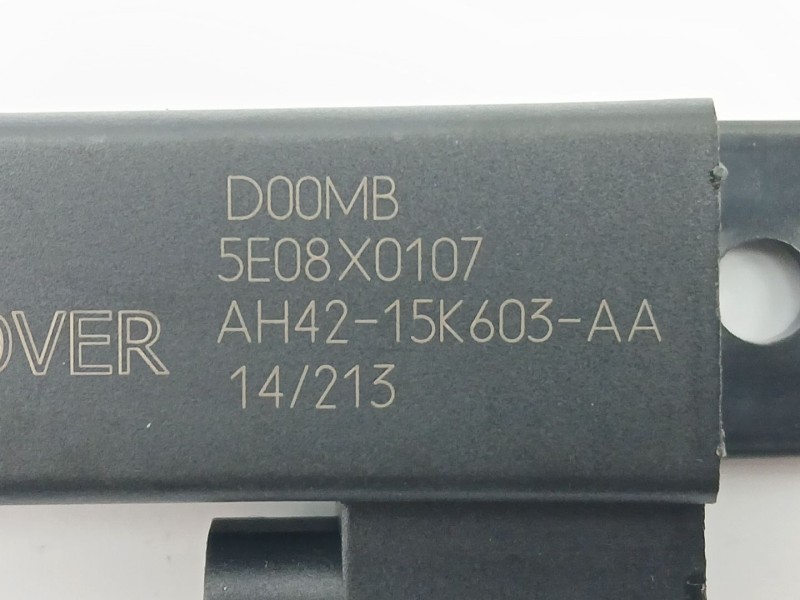 D00MB
5E08X0107
OVER AH42-15K603-AA
14/213